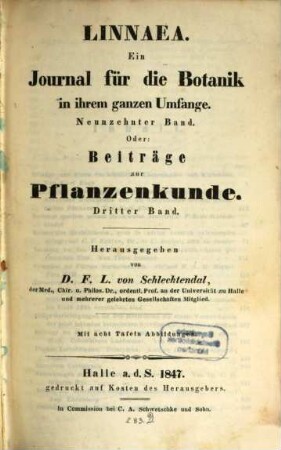 LINNAEA.
Ein
Journal für die Botanik
in ihrem ganzen Umfange.
Neunzehnter Band.
Oder:
Beiträge
zur
Pflanzenkunde.
Dritter Band.
Herausgegeben
von
D. F. L. von Schlechtendal,
der Med., Chir. u. Philos. Dr., ordentl. Prof. an der Universität zu Halle
und mehrerer gelehrten Gesellschaften Mitglied.
Mit acht Tafeln Abbildungen.
Halle a. d. S. 1847.
gedruckt auf Kosten des Herausgebers.
In Commission bei C. A. Schwetschke und Sohn.